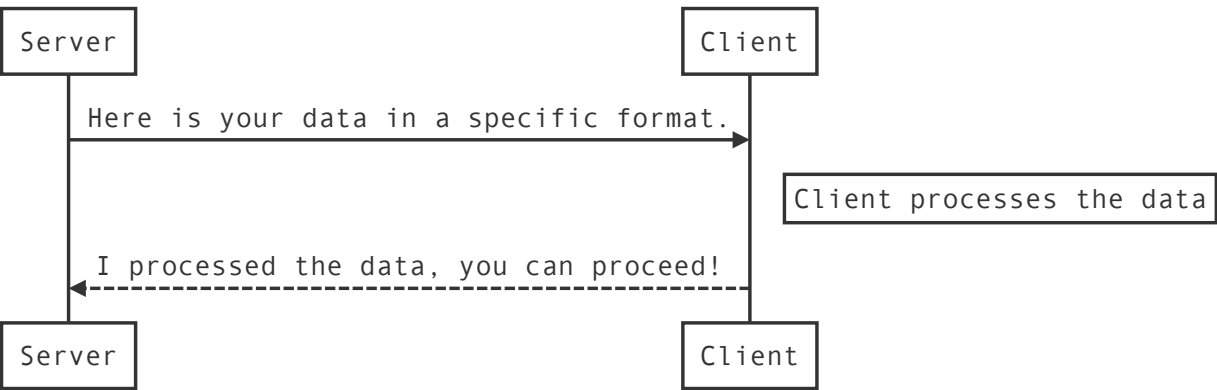 Server
Client
Here is your data in a specific format.
Client processes the data
I processed the data, you can proceed!
Server
Client